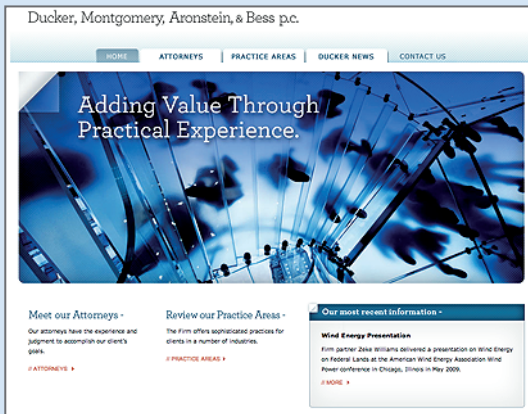 Ducker, Montgomery, Aronstein, & Bess p.c.
HOME ATTORNEYS PRACTICE AREAS DUCKER NEWS CONTACT US
Adding Value Through
Practical Experience.
Meet our Attorneys -
Our attorneys have the experience and
judgment to accomplish our client's
goals.
// ATTORNEYS
Review our Practice Areas -
The Firm offers sophisticated practices for
clients in a number of industries.
// PRACTICE AREAS
Our most recent information -
Wind Energy Presentation
Firm partner Zeke Williams delivered a presentation on Wind Energy
on Federal Lands at the American Wind Energy Association Wind
Power conference in Chicago, Illinois in May 2009.
// MORE